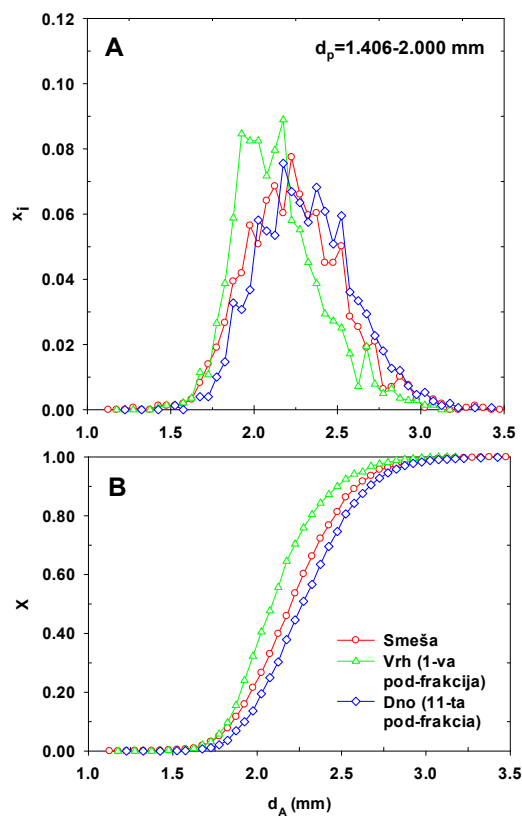 0.12
A
d_p=1.406-2.000 mm
0.10
0.08
x_i
0.06
0.04
0.02
0.00
1.0 1.5 2.0 2.5 3.0 3.5
1.00
B
0.80
0.60
X
0.40
Smeša
Vrh (1-va
pod-frakcija)
0.20
Dno (11-ta
pod-frakcia)
0.00
1.0 1.5 2.0 2.5 3.0 3.5
d_A (mm)